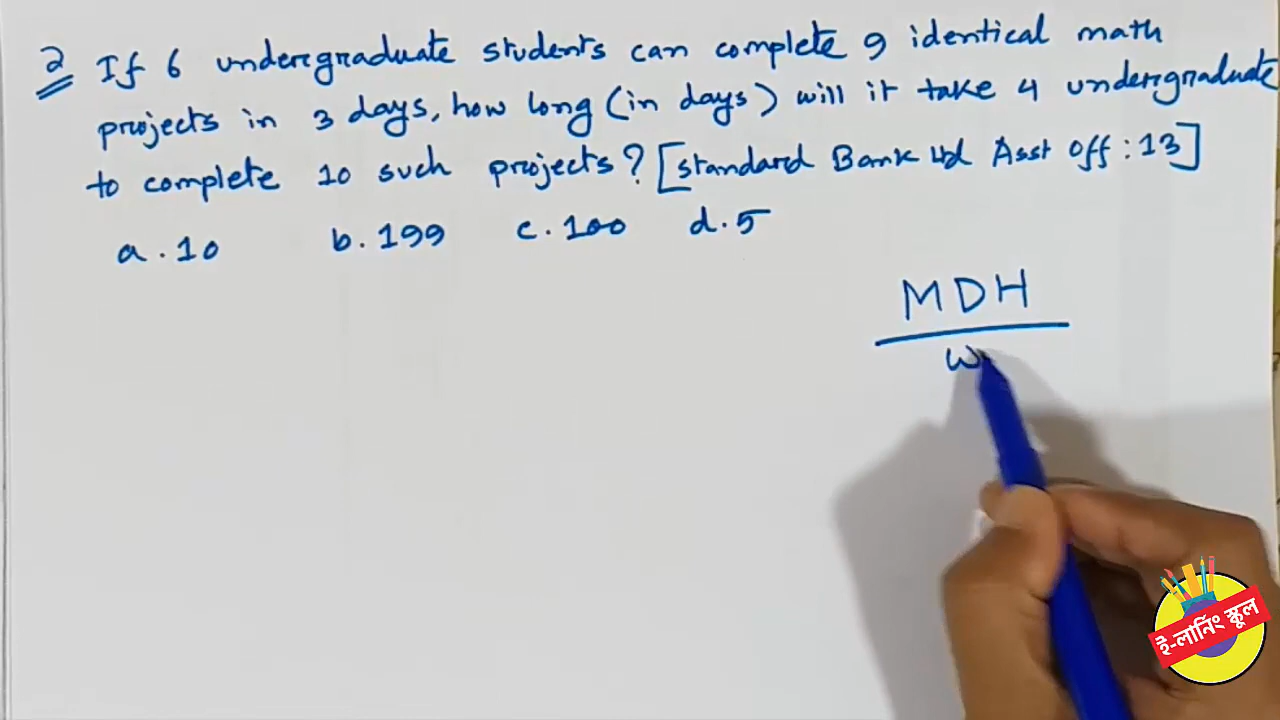 2 If 6 undergraduate students can complete 9 identical math
projects in 3 days, how long (in days) will it take 4 undergraduate
to complete 10 such projects? [Standard Bank Ltd Asst Off : 13]
a. 10 b. 199 c. 100 d. 5
MDH
W
ই-লার্নিং স্কুল